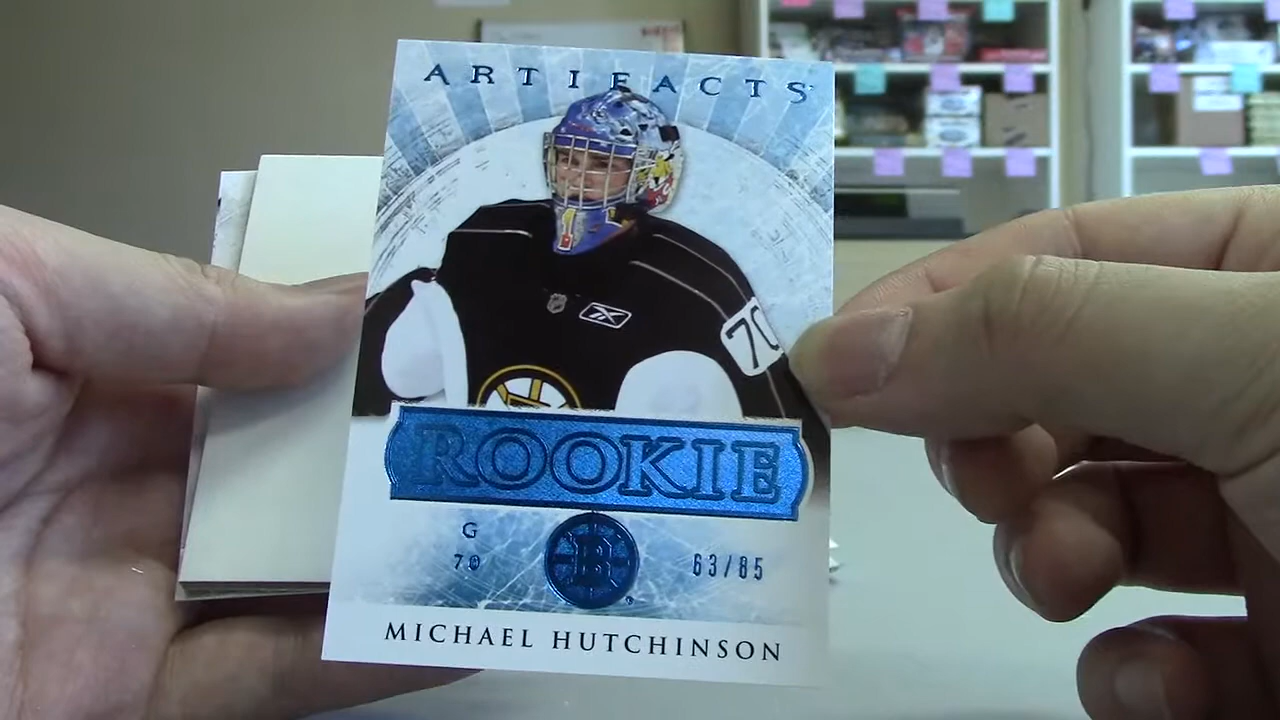 ARTIFACTS
70
ROOKIE
G
70
B
63/85
MICHAEL HUTCHINSON